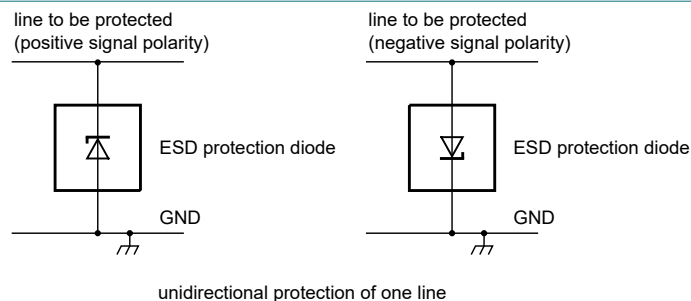 line to be protected
(positive signal polarity)
line to be protected
(negative signal polarity)
ESD protection diode
ESD protection diode
GND
GND
unidirectional protection of one line